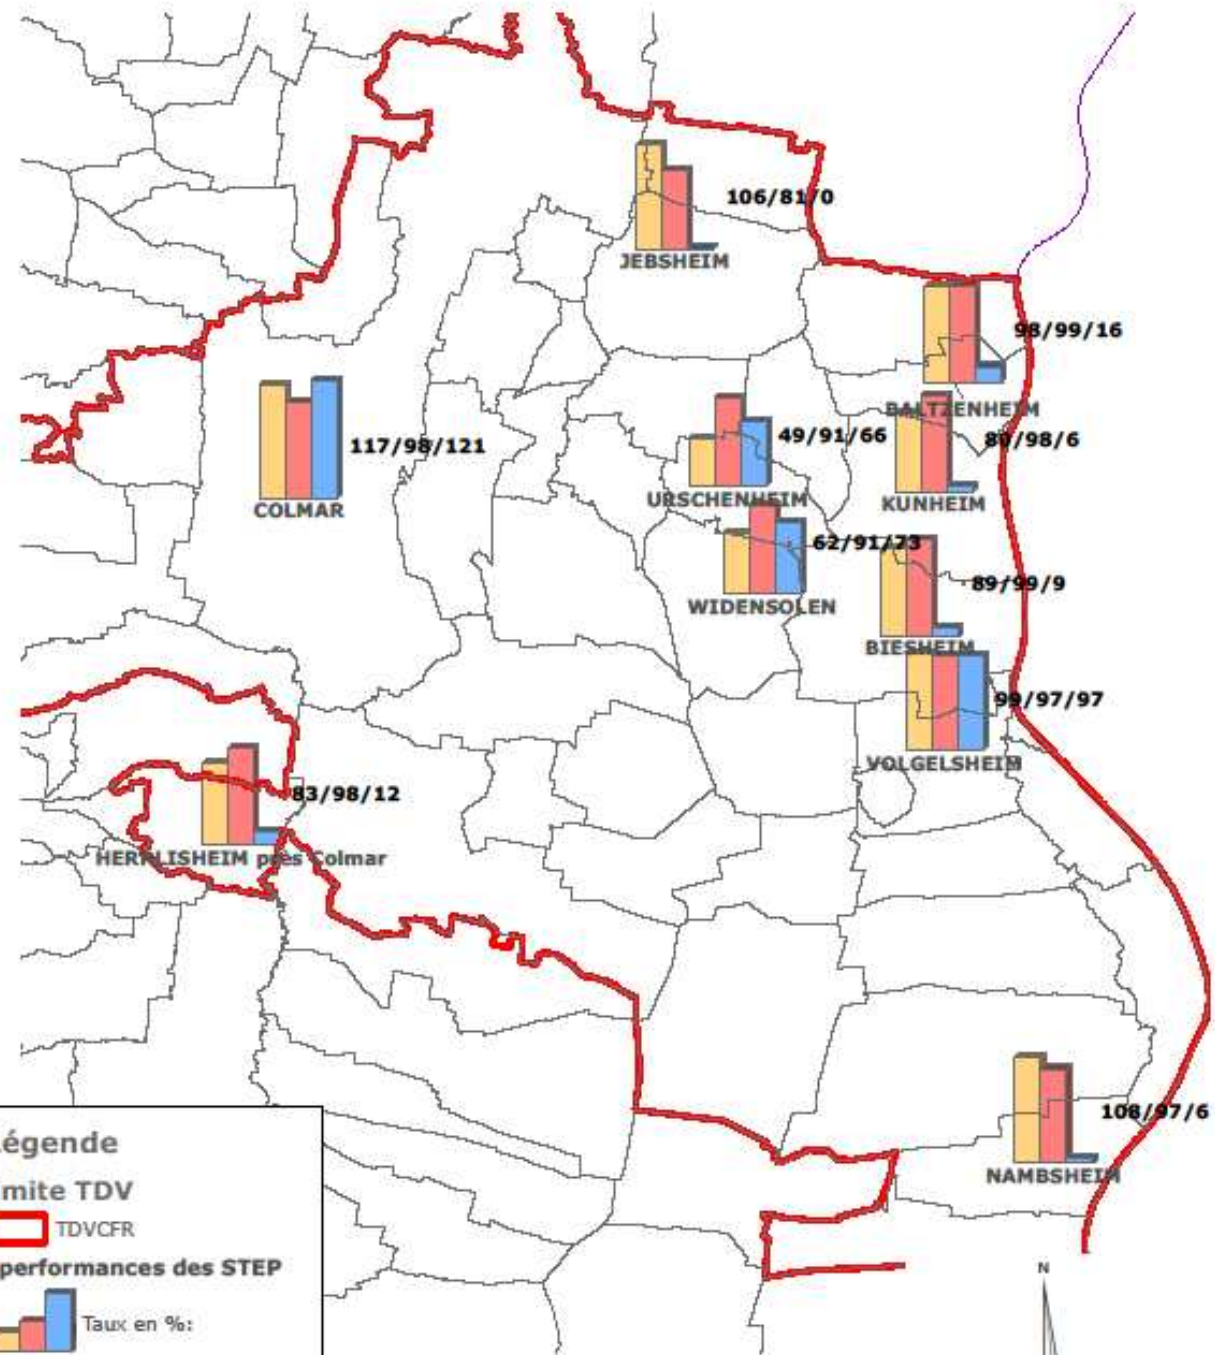 106/81/0
JEBSHEIM
98/99/16
BALTZENHEIM
117/98/121
COLMAR
49/91/66
URSCHENHEIM
80/98/6
KUNHEIM
62/91/73
WIDENSOLEN
89/99/9
BIESHEIM
99/97/97
VOLGELSHEIM
83/98/12
HERRLISHEIM près Colmar
108/97/6
NAMBSHEIM
égende
mite TDV
TDVCFR
performances des STEP
Taux en %:
N